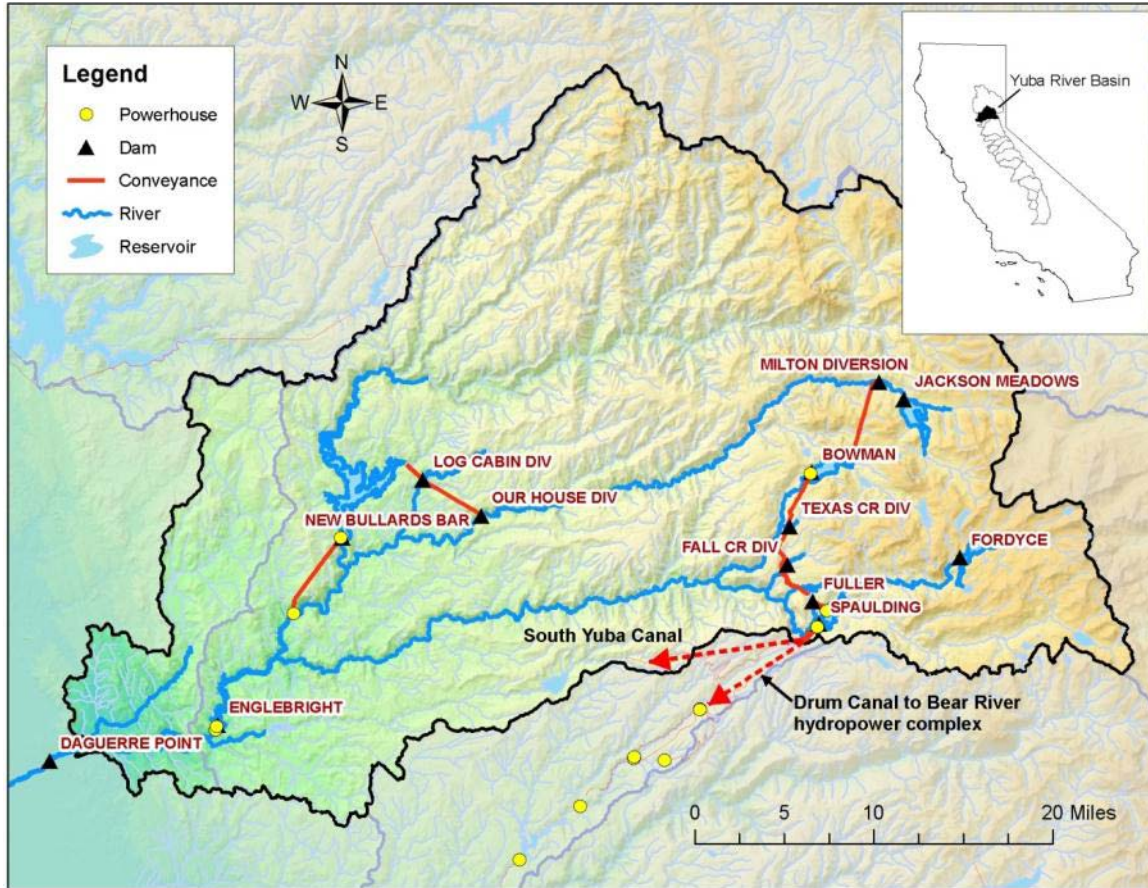 Legend
Powerhouse
Dam
Conveyance
River
Reservoir
N
W
E
S
Yuba River Basin
MILTON DIVERSION
JACKSON MEADOWS
BOWMAN
LOG CABIN DIV
OUR HOUSE DIV
TEXAS CR DIV
NEW BULLARDS BAR
FALL CR DIV
FORDYCE
FULLER
SPAULDING
South Yuba Canal
Drum Canal to Bear River
hydropower complex
ENGLEBRIGHT
DAGUERRE POINT
0 5 10 20 Miles